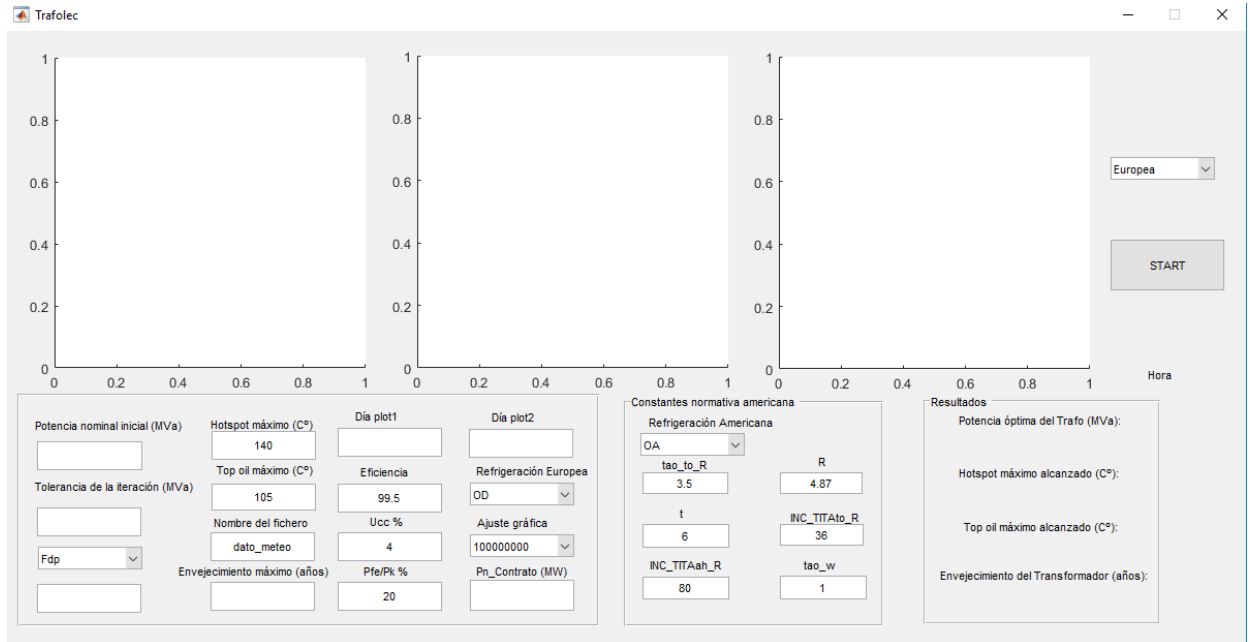 Trafolec
1
0.8
0.6
0.4
0.2
0
0 0.2 0.4 0.6 0.8 1
1
0.8
0.6
0.4
0.2
0
0 0.2 0.4 0.6 0.8 1
1
0.8
0.6
0.4
0.2
0
0 0.2 0.4 0.6 0.8 1
Europea
START
Hora
Potencia nominal inicial (MVa)
Tolerancia de la iteración (MVa)
Fdp
Hotspot máximo (Cº)
140
Top oil máximo (Cº)
105
Nombre del fichero
dato_meteo
Envejecimiento máximo (años)
Día plot1
Eficiencia
99.5
Ucc %
4
Pfe/Pk %
20
Día plot2
Refrigeración Europea
OD
Ajuste gráfica
100000000
Pn_Contrato (MW)
Constantes normativa americana
Refrigeración Americana
OA
tao_to_R
3.5
R
4.87
t
6
INC_TITAto_R
36
INC_TITAah_R
80
tao_w
1
Resultados
Potencia óptima del Trafo (MVa):
Hotspot máximo alcanzado (Cº):
Top oil máximo alcanzado (Cº):
Envejecimiento del Transformador (años):